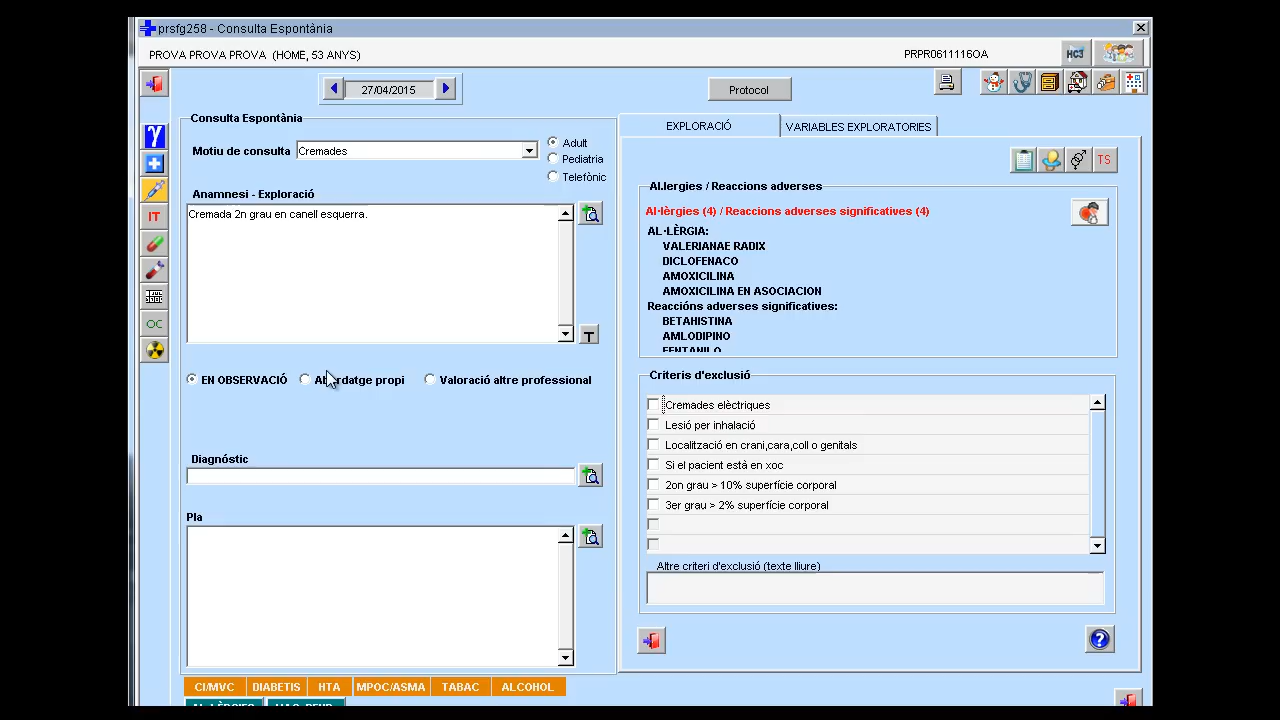 prsfg258 - Consulta Espontània
PROVA PROVA PROVA (HOME, 53 ANYS)
PRPR0611116OA
HC3
27/04/2015
Protocol
Consulta Espontània
Motiu de consulta
Cremades
Adult
Pediatria
Telefònic
Anamnesi - Exploració
Cremada 2n grau en canell esquerra.
IT
OC
T
EN OBSERVACIÓ
Abordatge propi
Valoració altre professional
Diagnóstic
Pla
CI/MVC
DIABETIS
HTA
MPOC/ASMA
TABAC
ALCOHOL
EXPLORACIÓ
VARIABLES EXPLORATORIES
TS
Al.lergies / Reaccions adverses
Al·lèrgies (4) / Reaccions adverses significatives (4)
AL·LÈRGIA:
VALERIANAE RADIX
DICLOFENACO
AMOXICILINA
AMOXICILINA EN ASOCIACION
Reaccións adverses significatives:
BETAHISTINA
AMLODIPINO
FENTANILO
Criteris d'exclusió
Cremades elèctriques
Lesió per inhalació
Localització en crani,cara,coll o genitals
Si el pacient està en xoc
2on grau > 10% superfície corporal
3er grau > 2% superfície corporal
Altre criteri d'exclusió (texte lliure)